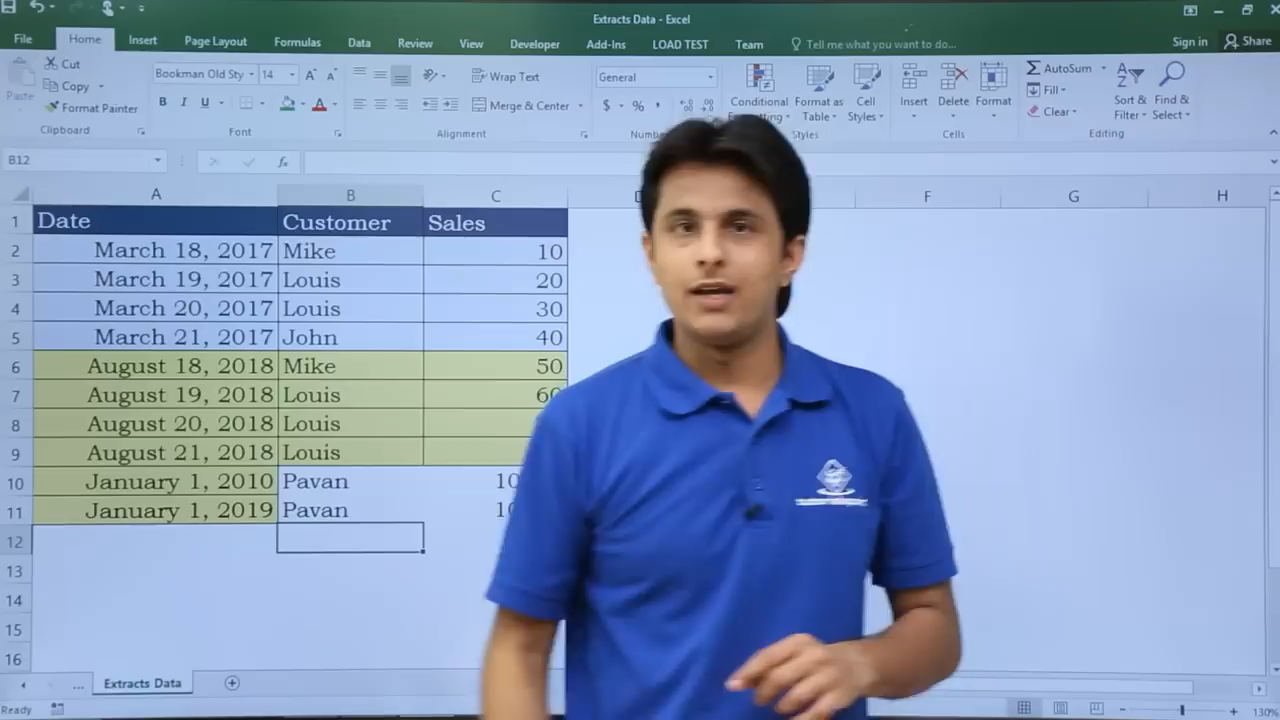 Extracts Data - Excel
File Home Insert Page Layout Formulas Data Review View Developer Add-Ins LOAD TEST Team Tell me what you want to do... Sign in Share
Cut
Copy
Format Painter
Paste
Clipboard
Bookman Old Sty 14 A A
B I U A
Font
Wrap Text
Merge & Center
Alignment
General
$ % ,
Conditional
Format as Table
Cell Styles
Styles
Insert Delete Format
Cells
AutoSum
Fill
Clear
Sort & Filter
Find & Select
Editing
B12 fx
A B C F G H
1 Date Customer Sales
2 March 18, 2017 Mike 10
3 March 19, 2017 Louis 20
4 March 20, 2017 Louis 30
5 March 21, 2017 John 40
6 August 18, 2018 Mike 50
7 August 19, 2018 Louis 60
8 August 20, 2018 Louis
9 August 21, 2018 Louis
10 January 1, 2010 Pavan 10
11 January 1, 2019 Pavan 10
12
13
14
15
16
... Extracts Data
Ready 130%